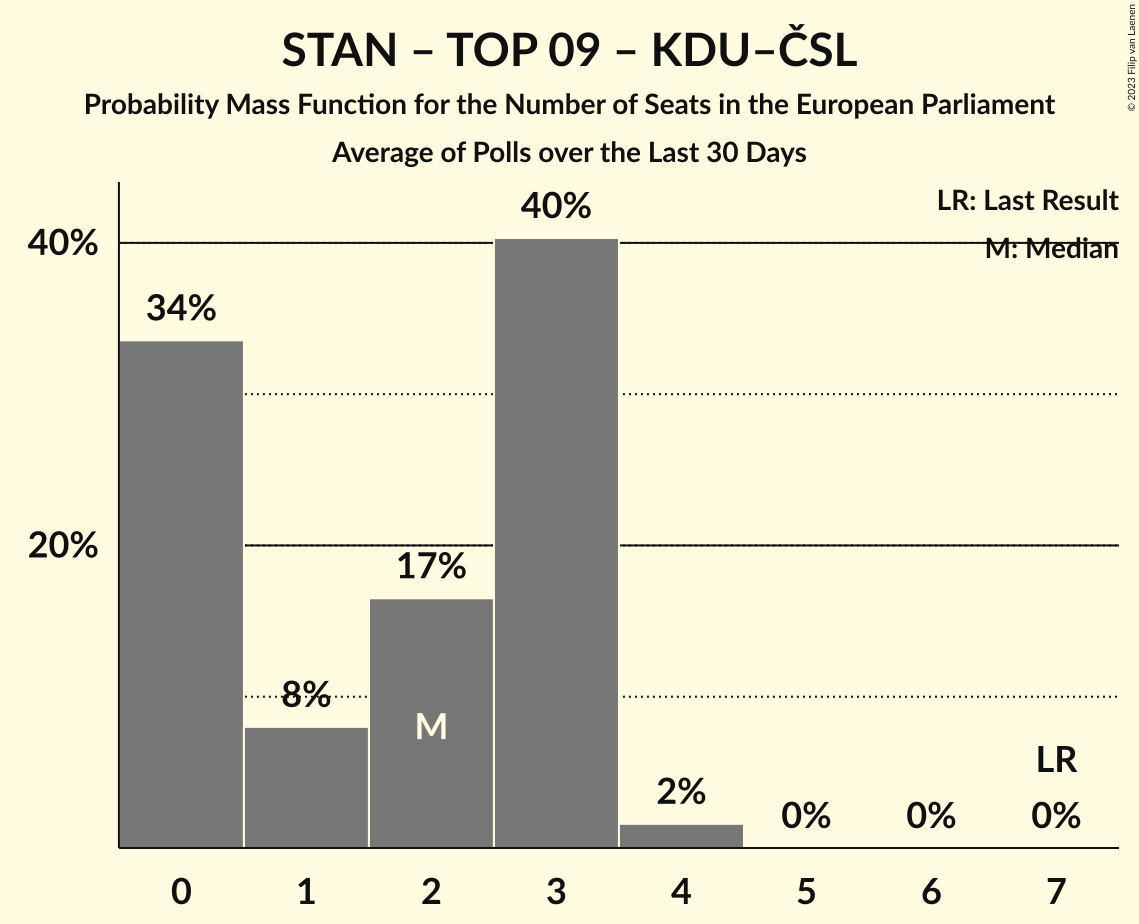 STAN – TOP 09 – KDU–ČSL
Probability Mass Function for the Number of Seats in the European Parliament
Average of Polls over the Last 30 Days
© 2023 Filip van Laenen
LR: Last Result
M: Median
40%
20%
34%
8%
17%
40%
2%
0%
0%
0%
M
LR
0 1 2 3 4 5 6 7